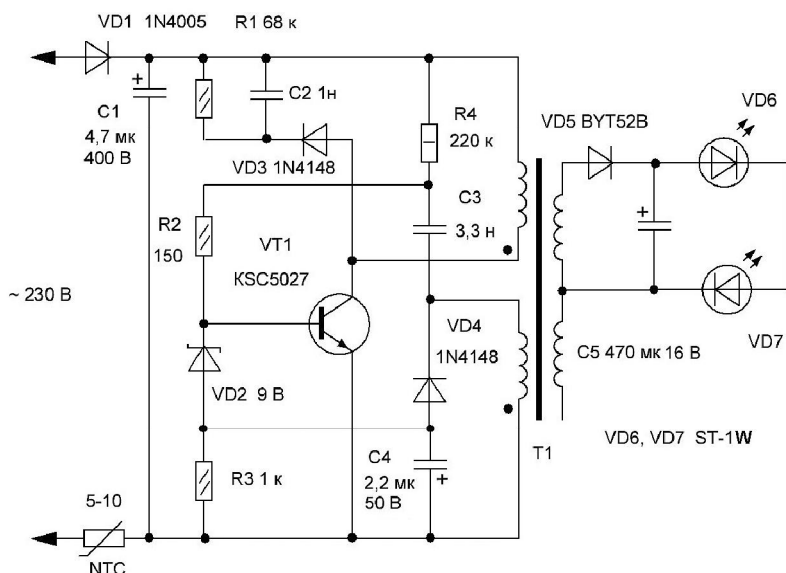 VD1 1N4005
R1 68 к
C1
4,7 мк
400 В
C2 1н
R4
220 к
VD3 1N4148
VD5 BYT52B
VD6
C3
3,3 н
R2
150
VT1
KSC5027
~ 230 В
VD4
1N4148
VD7
C5 470 мк 16 В
VD2 9 В
VD6, VD7 ST-1W
T1
R3 1 к
C4
2,2 мк
50 В
5-10
NTC